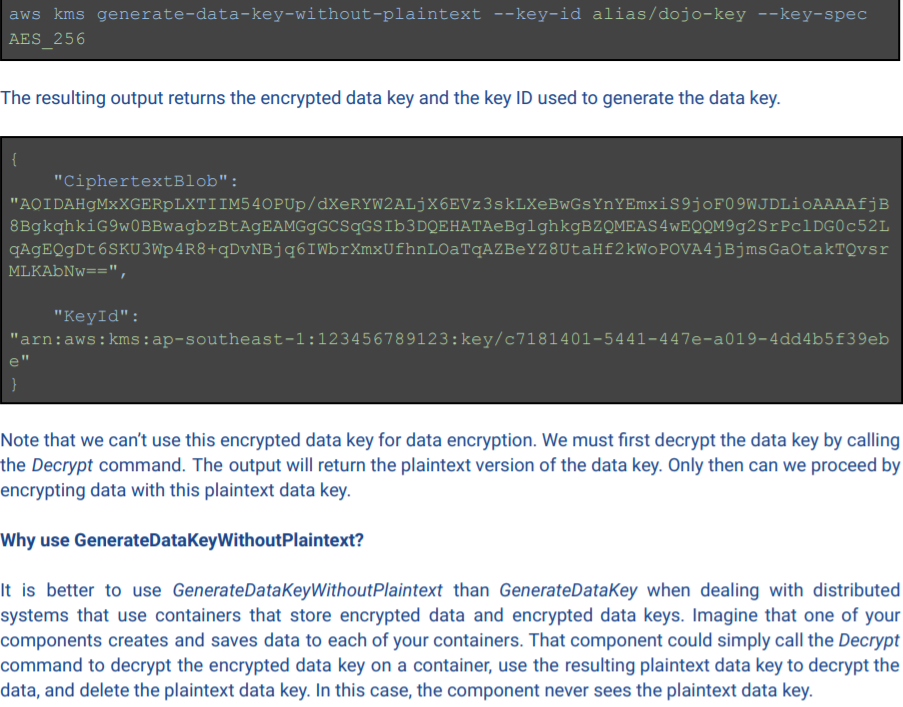 aws kms generate-data-key-without-plaintext --key-id alias/dojo-key --key-spec
AES_256
The resulting output returns the encrypted data key and the key ID used to generate the data key.
{
"CiphertextBlob":
"AQIDAHgMxXGERpLXTIIM54OPUp/dXeRYW2ALjX6EVz3skLXeBwGsYnYEmxiS9joF09WJDLioAAAAfjB
8BgkqhkiG9w0BBwagbzBtAgEAMGgGCSqGSIb3DQEHATAeBglghkgBZQMEAS4wEQQM9g2SrPclDG0c52L
qAgEQgDt6SKU3Wp4R8+qDvNBjq6IWbrXmxUfhnLOaTqAZBeYZ8UtaHf2kWoPOVA4jBjmsGaOtakTQvsr
MLKAbNw==",
"KeyId":
"arn:aws:kms:ap-southeast-1:123456789123:key/c7181401-5441-447e-a019-4dd4b5f39eb
e"
}
Note that we can’t use this encrypted data key for data encryption. We must first decrypt the data key by calling
the Decrypt command. The output will return the plaintext version of the data key. Only then can we proceed by
encrypting data with this plaintext data key.
Why use GenerateDataKeyWithoutPlaintext?
It is better to use GenerateDataKeyWithoutPlaintext than GenerateDataKey when dealing with distributed
systems that use containers that store encrypted data and encrypted data keys. Imagine that one of your
components creates and saves data to each of your containers. That component could simply call the Decrypt
command to decrypt the encrypted data key on a container, use the resulting plaintext data key to decrypt the
data, and delete the plaintext data key. In this case, the component never sees the plaintext data key.